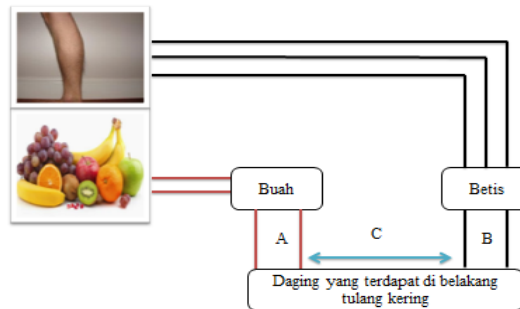 Buah
Betis
A
C
B
Daging yang terdapat di belakang
tulang kering